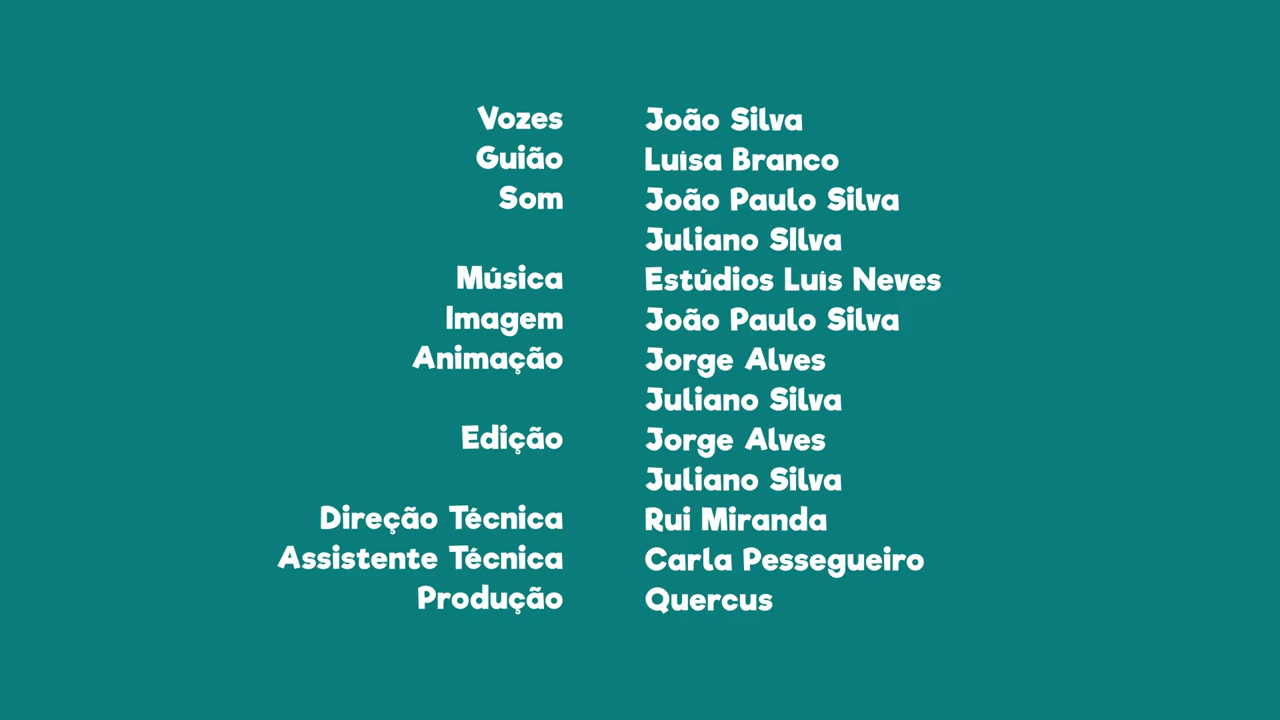 Vozes João Silva
Guião Luísa Branco
Som João Paulo Silva
Juliano SIlva
Música Estúdios Luís Neves
Imagem João Paulo Silva
Animação Jorge Alves
Juliano Silva
Edição Jorge Alves
Juliano Silva
Direção Técnica Rui Miranda
Assistente Técnica Carla Pessegueiro
Produção Quercus